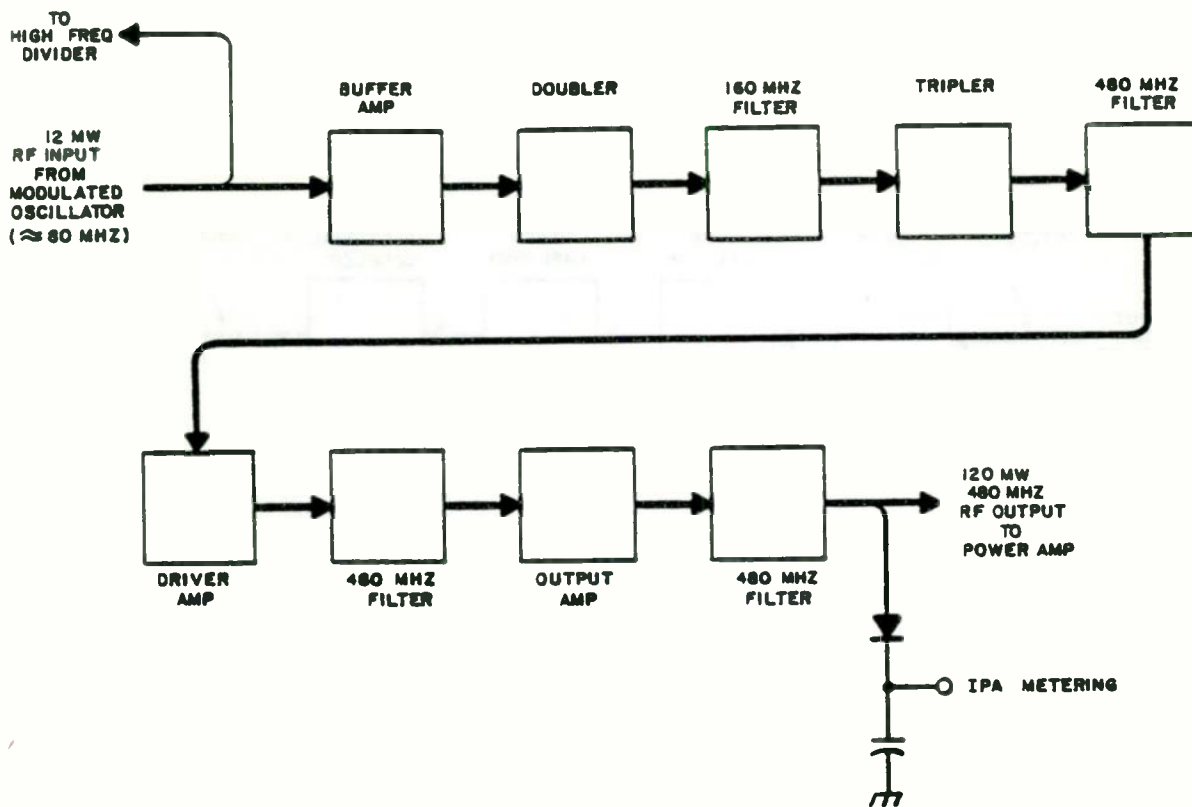 TO
HIGH FREQ
DIVIDER
12 MW
RF INPUT
FROM
MODULATED
OSCILLATOR
(≈80 MHZ)
BUFFER
AMP
DOUBLER
160 MHZ
FILTER
TRIPLER
480 MHZ
FILTER
DRIVER
AMP
480 MHZ
FILTER
OUTPUT
AMP
480 MHZ
FILTER
120 MW
480 MHZ
RF OUTPUT
TO
POWER AMP
IPA METERING